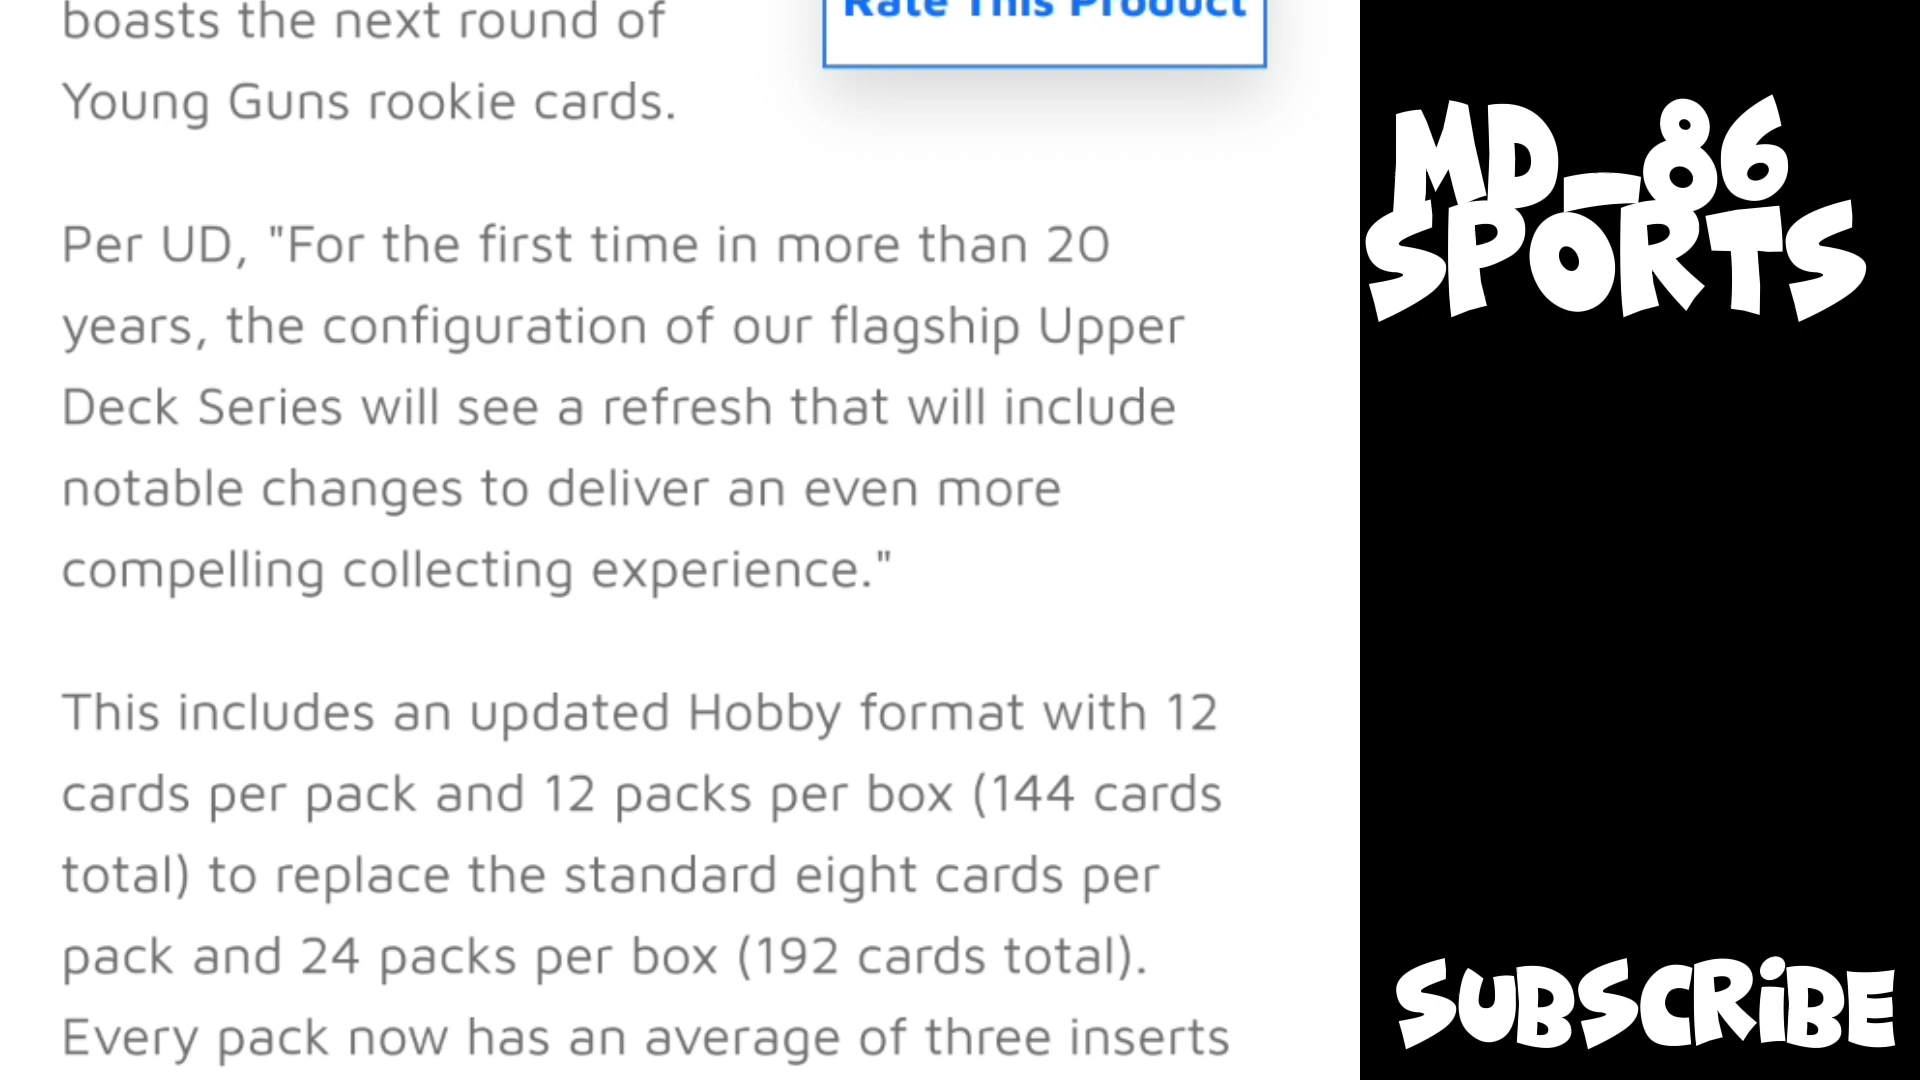 boasts the next round of
Rate This Product
Young Guns rookie cards.
Per UD, "For the first time in more than 20
years, the configuration of our flagship Upper
Deck Series will see a refresh that will include
notable changes to deliver an even more
compelling collecting experience."
This includes an updated Hobby format with 12
cards per pack and 12 packs per box (144 cards
total) to replace the standard eight cards per
pack and 24 packs per box (192 cards total).
Every pack now has an average of three inserts
MD_86
SPORTS
SUBSCRiBE